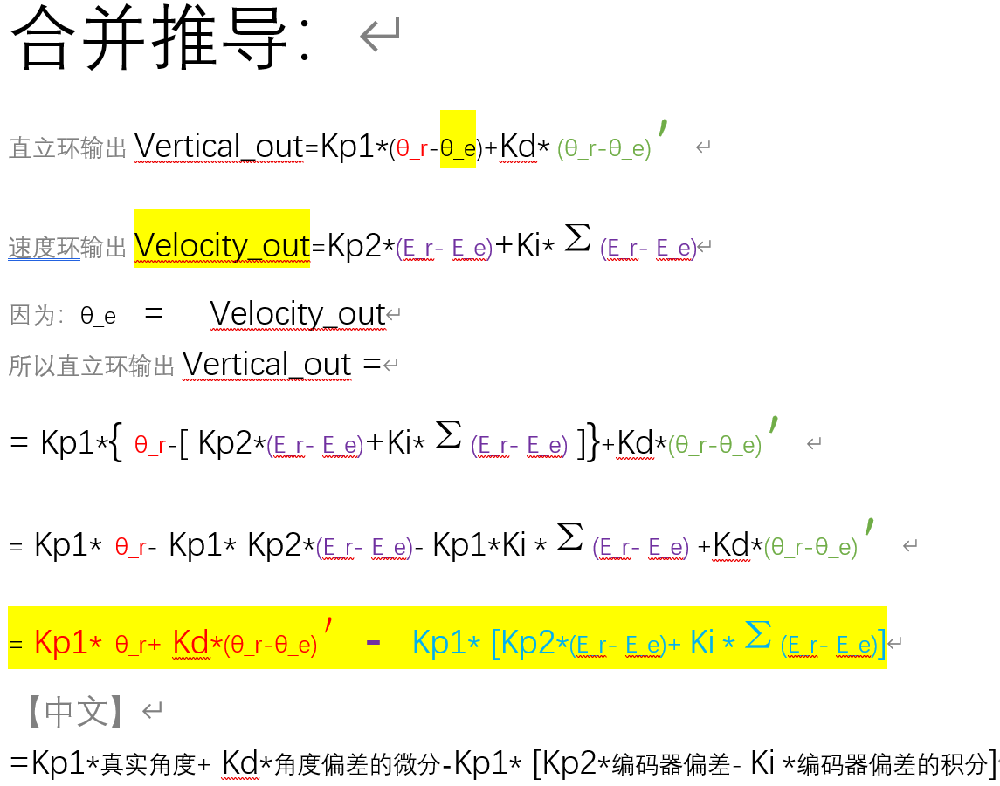 合并推导：
直立环输出 Vertical_out=Kp1*(θ_r-θ_e)+Kd* (θ_r-θ_e)′
速度环输出 Velocity_out=Kp2*(E_r- E_e)+Ki* Σ (E_r- E_e)
因为：θ_e = Velocity_out
所以直立环输出 Vertical_out =
= Kp1*{ θ_r-[ Kp2*(E_r- E_e)+Ki* Σ (E_r- E_e) ]}+Kd*(θ_r-θ_e)′
= Kp1* θ_r- Kp1* Kp2*(E_r- E_e)- Kp1*Ki * Σ (E_r- E_e) +Kd*(θ_r-θ_e)′
= Kp1* θ_r+ Kd*(θ_r-θ_e)′ - Kp1* [Kp2*(E_r- E_e)+ Ki * Σ (E_r- E_e)]
【中文】
=Kp1*真实角度+ Kd*角度偏差的微分-Kp1* [Kp2*编码器偏差- Ki *编码器偏差的积分]